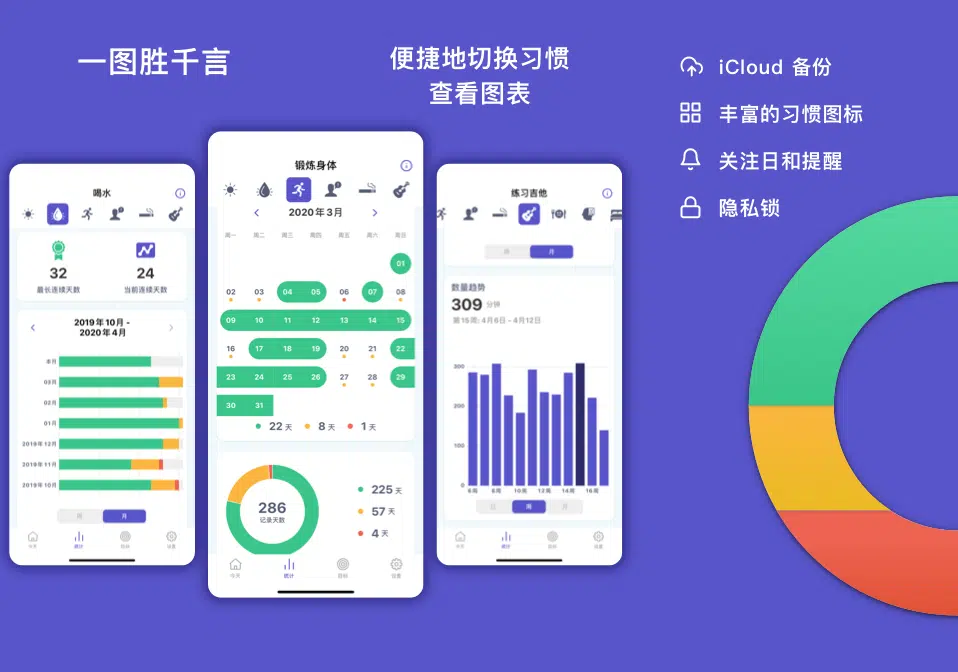 一图胜千言
便捷地切换习惯
查看图表
iCloud 备份
丰富的习惯图标
关注日和提醒
隐私锁
喝水
32
最长连续天数
24
当前连续天数
2019年10月 -
2020年4月
本月
03月
02月
01月
2019年12月
2019年11月
2019年10月
周
月
今天
统计
目标
设置
锻炼身体
2020年3月
周一 周二 周三 周四 周五 周六 周日
01
02 03 04 05 06 07 08
09 10 11 12 13 14 15
16 17 18 19 20 21 22
23 24 25 26 27 28 29
30 31
22 天 8 天 1 天
286
记录天数
225 天
57 天
4 天
今天
统计
目标
设置
练习吉他
周
月
数量趋势
309 分钟
第15周: 4月6日 - 4月12日
300
200
100
0
6周 8周 10周 12周 14周 16周
日
周
月
今天
统计
目标
设置